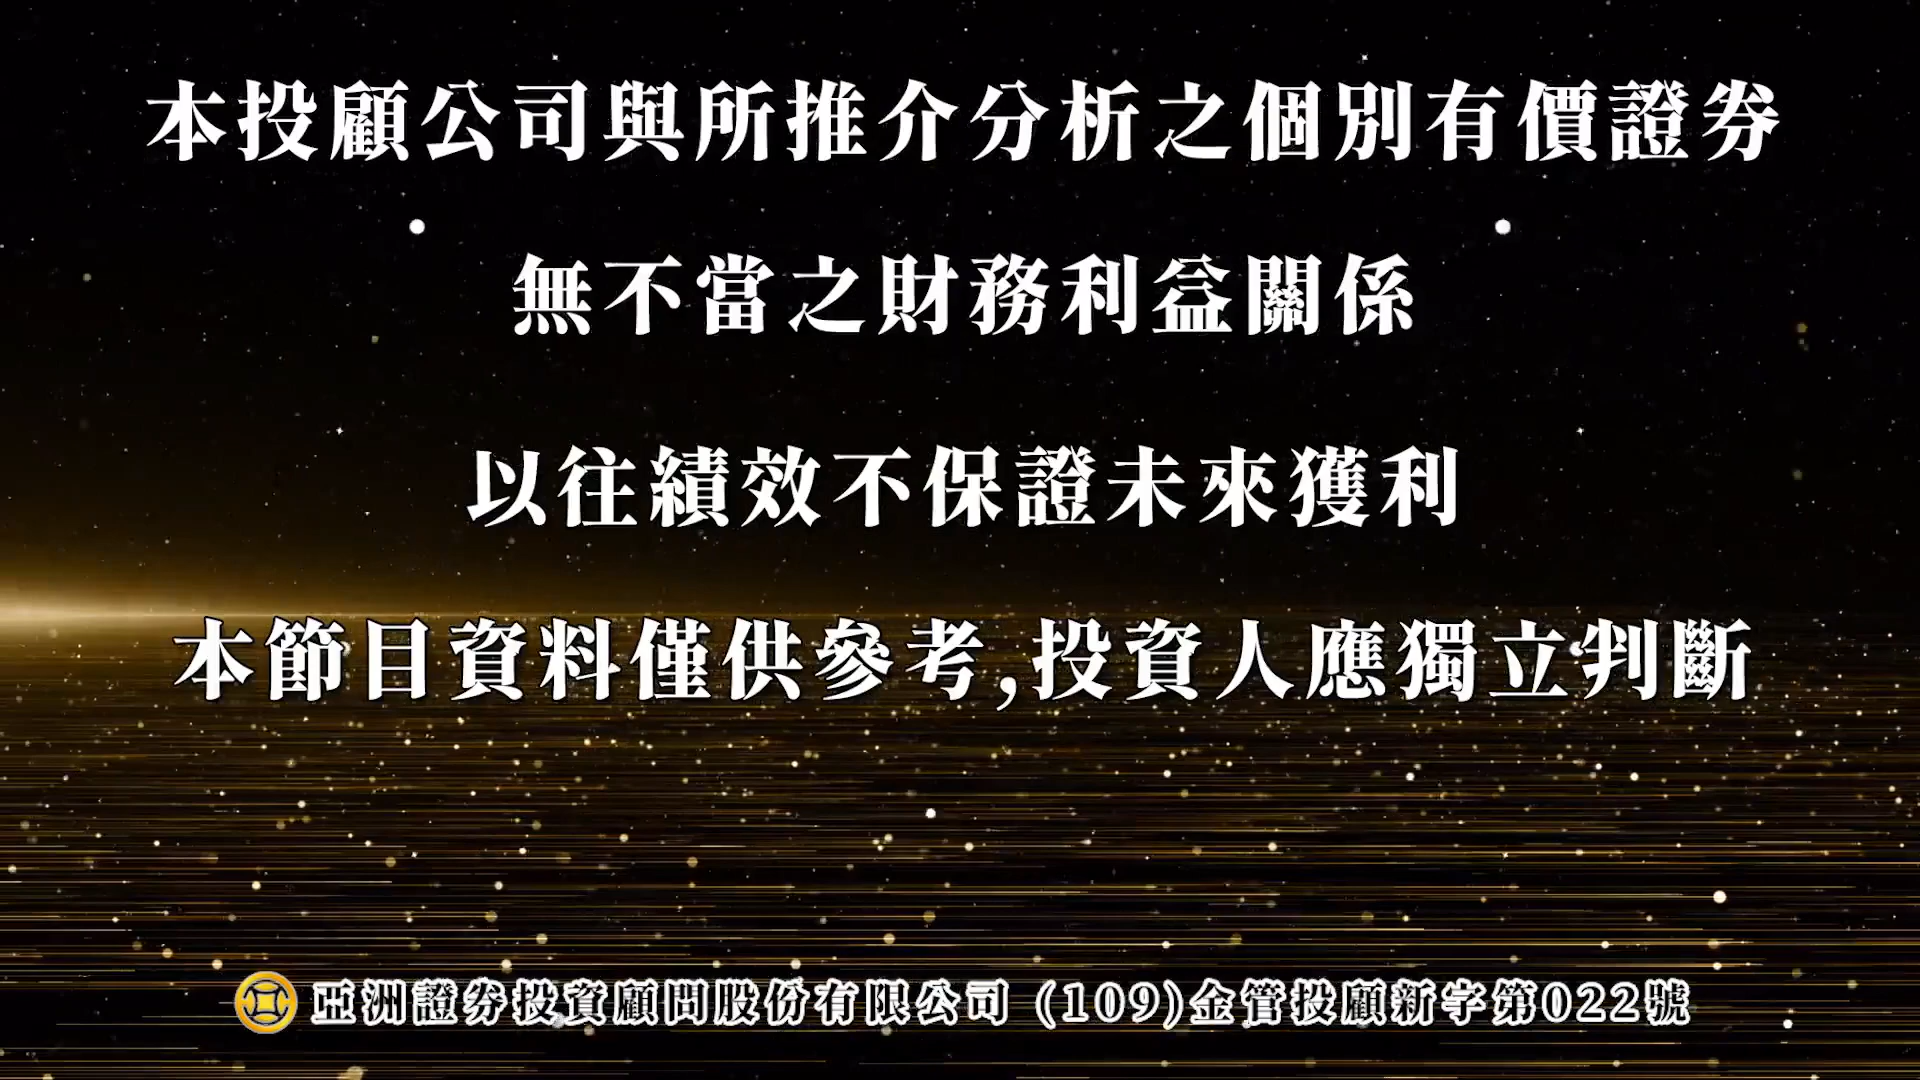 本投顧公司與所推介分析之個別有價證券
無不當之財務利益關係
以往績效不保證未來獲利
本節目資料僅供參考,投資人應獨立判斷
亞洲證券投資顧問股份有限公司 (109)金管投顧新字第022號